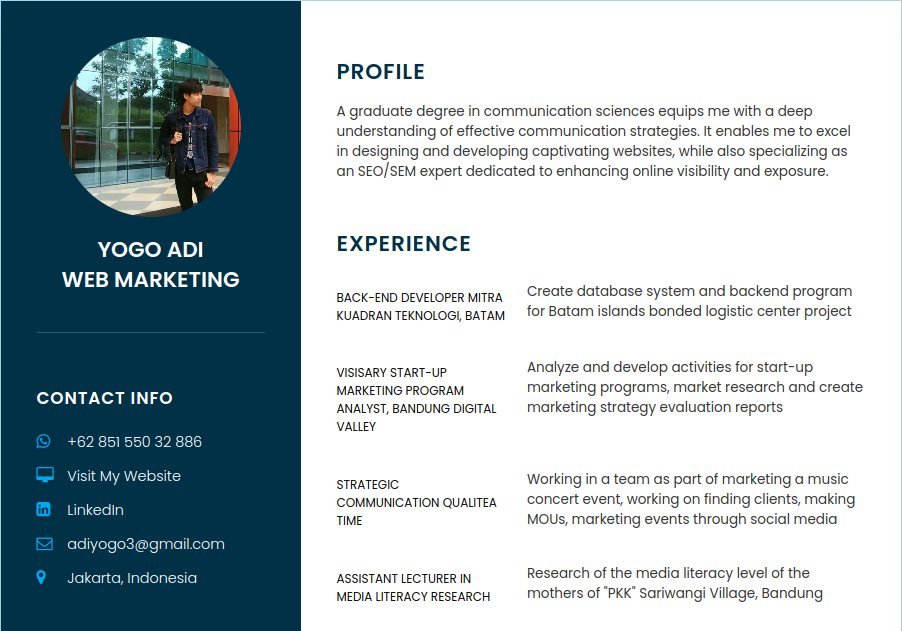 YOGO ADI
WEB MARKETING
CONTACT INFO
+62 851 550 32 886
Visit My Website
LinkedIn
adiyogo3@gmail.com
Jakarta, Indonesia
PROFILE
A graduate degree in communication sciences equips me with a deep
understanding of effective communication strategies. It enables me to excel
in designing and developing captivating websites, while also specializing as
an SEO/SEM expert dedicated to enhancing online visibility and exposure.
EXPERIENCE
BACK-END DEVELOPER MITRA
KUADRAN TEKNOLOGI, BATAM
Create database system and backend program
for Batam islands bonded logistic center project
VISISARY START-UP
MARKETING PROGRAM
ANALYST, BANDUNG DIGITAL
VALLEY
Analyze and develop activities for start-up
marketing programs, market research and create
marketing strategy evaluation reports
STRATEGIC
COMMUNICATION QUALITEA
TIME
Working in a team as part of marketing a music
concert event, working on finding clients, making
MOUs, marketing events through social media
ASSISTANT LECTURER IN
MEDIA LITERACY RESEARCH
Research of the media literacy level of the
mothers of "PKK" Sariwangi Village, Bandung